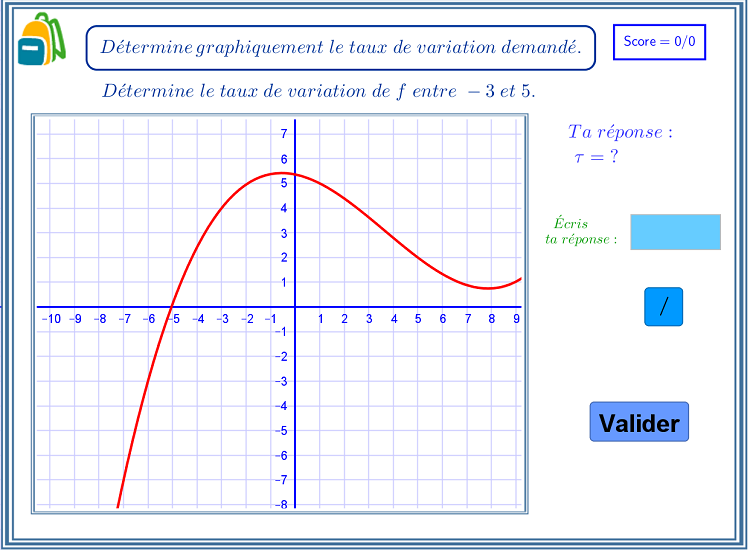 Détermine graphiquement le taux de variation demandé.
Score = 0/0
Détermine le taux de variation de f entre −3 et 5.
Ta réponse :
τ = ?
Écris
ta réponse :
/
Valider
7
6
5
4
3
2
1
−10 −9 −8 −7 −6 −5 −4 −3 −2 −1 1 2 3 4 5 6 7 8 9
−1
−2
−3
−4
−5
−6
−7
−8